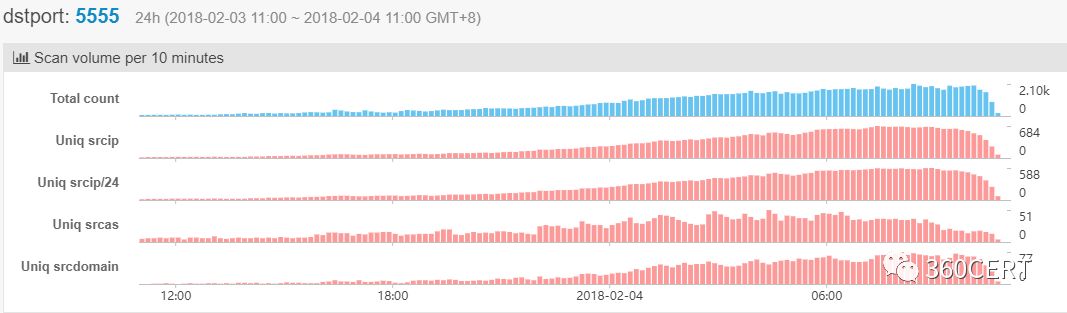 dstport: 5555 24h (2018-02-03 11:00 ~ 2018-02-04 11:00 GMT+8)
Scan volume per 10 minutes
Total count 2.10k
0
Uniq srcip 684
0
Uniq srcip/24 588
0
Uniq srcas 51
0
Uniq srcdomain 77
360CERT
12:00 18:00 2018-02-04 06:00